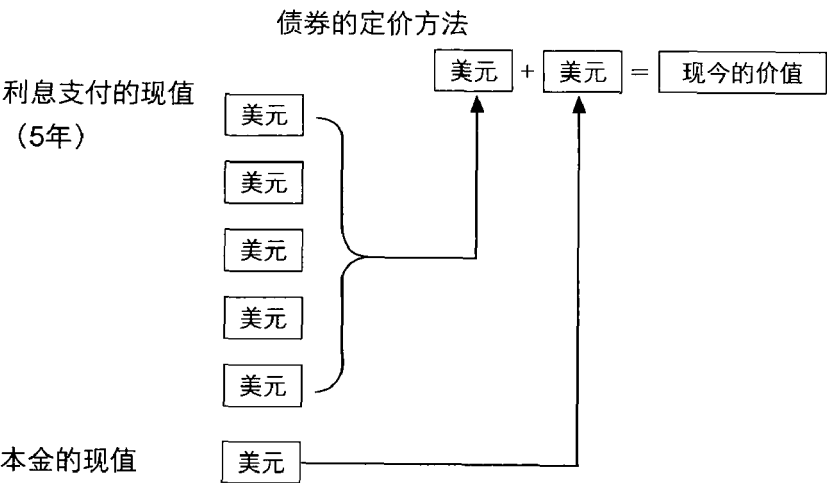 债券的定价方法
美元 + 美元 = 现今的价值
利息支付的现值
（5年）
美元
美元
美元
美元
美元
本金的现值 美元